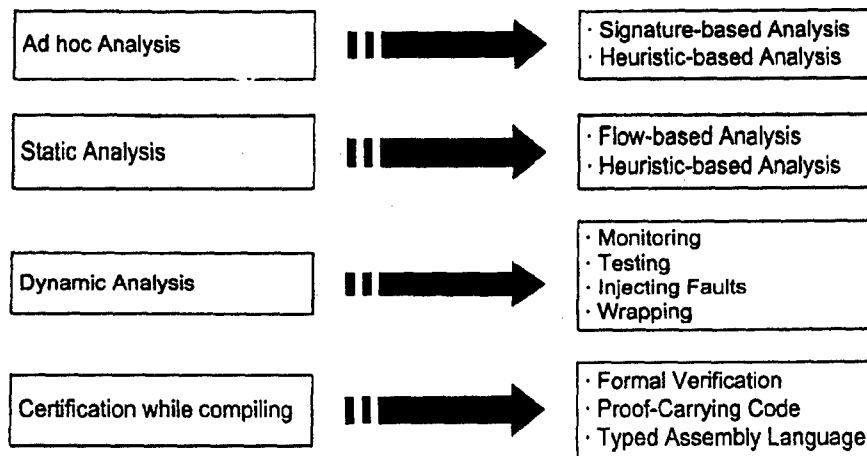 Ad hoc Analysis
· Signature-based Analysis
· Heuristic-based Analysis
Static Analysis
· Flow-based Analysis
· Heuristic-based Analysis
Dynamic Analysis
· Monitoring
· Testing
· Injecting Faults
· Wrapping
Certification while compiling
· Formal Verification
· Proof-Carrying Code
· Typed Assembly Language